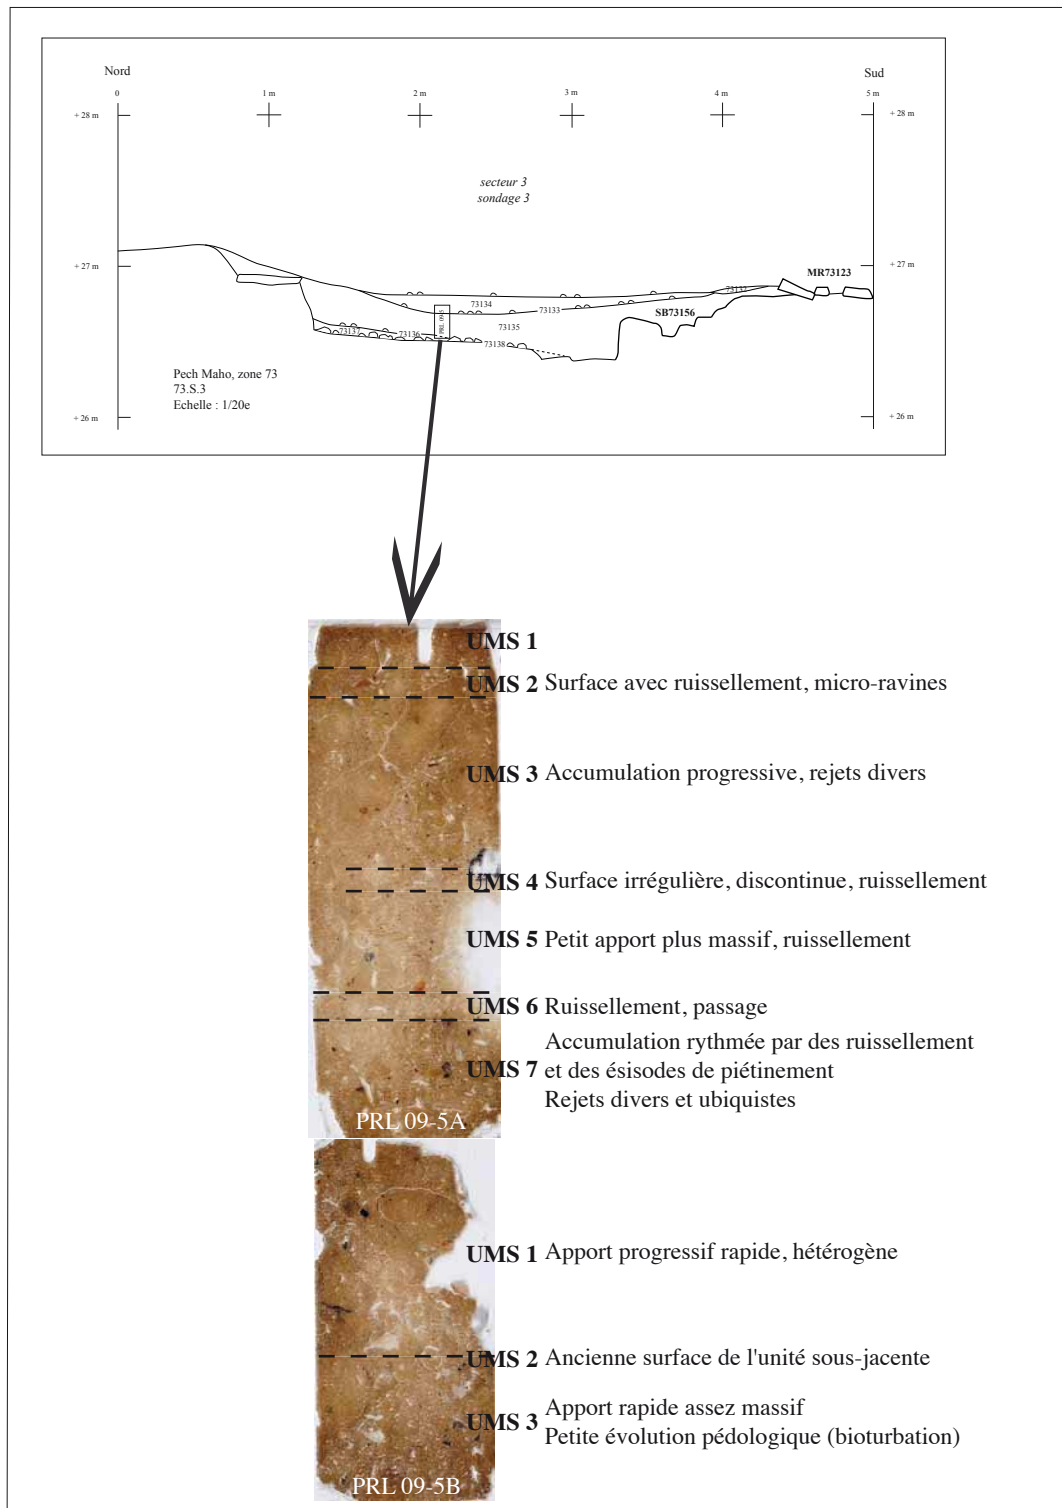 Nord
Sud
0
1 m
2 m
3 m
4 m
5 m
+ 28 m
+ 28 m
secteur 3
sondage 3
+ 27 m
+ 27 m
MR73123
73132
73134
73133
SB73156
PRL 09-5
73135
73137
73136
73138
Pech Maho, zone 73
73.S.3
Echelle : 1/20e
+ 26 m
+ 26 m
UMS 1
UMS 2 Surface avec ruissellement, micro-ravines
UMS 3 Accumulation progressive, rejets divers
UMS 4 Surface irrégulière, discontinue, ruissellement
UMS 5 Petit apport plus massif, ruissellement
UMS 6 Ruissellement, passage
Accumulation rythmée par des ruissellement
UMS 7 et des ésisodes de piétinement
Rejets divers et ubiquistes
PRL 09-5A
UMS 1 Apport progressif rapide, hétérogène
UMS 2 Ancienne surface de l'unité sous-jacente
Apport rapide assez massif
UMS 3 Petite évolution pédologique (bioturbation)
PRL 09-5B